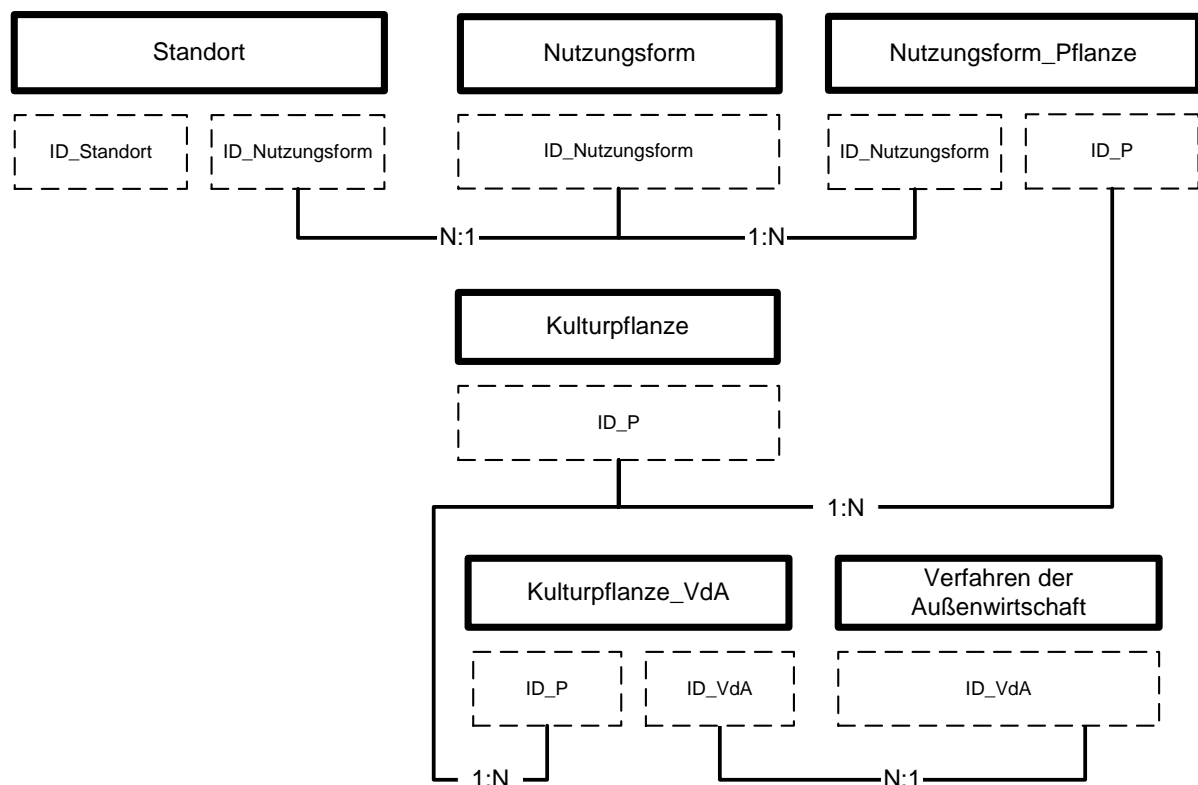 Standort
Nutzungsform
Nutzungsform_Pflanze
ID_Standort
ID_Nutzungsform
ID_Nutzungsform
ID_Nutzungsform
ID_P
N:1
1:N
Kulturpflanze
ID_P
1:N
Kulturpflanze_VdA
Verfahren der
Außenwirtschaft
ID_P
ID_VdA
ID_VdA
1:N
N:1